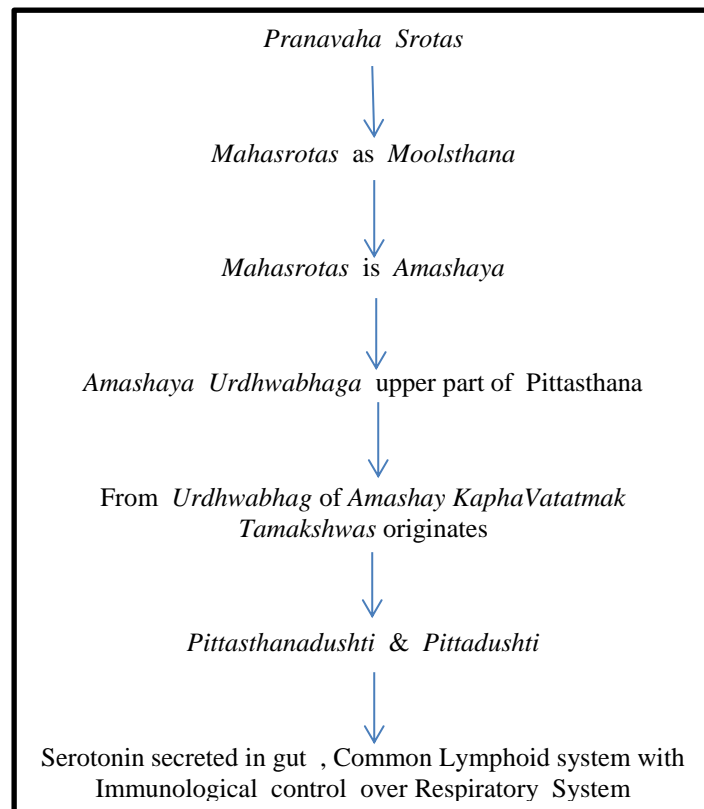 Pranavaha Srotas
Mahasrotas as Moolsthana
Mahasrotas is Amashaya
Amashaya Urdhwabhaga upper part of Pittasthana
From Urdhwabhag of Amashay KaphaVatatmak
Tamakshwas originates
Pittasthanadushti & Pittadushti
Serotonin secreted in gut , Common Lymphoid system with
Immunological control over Respiratory System